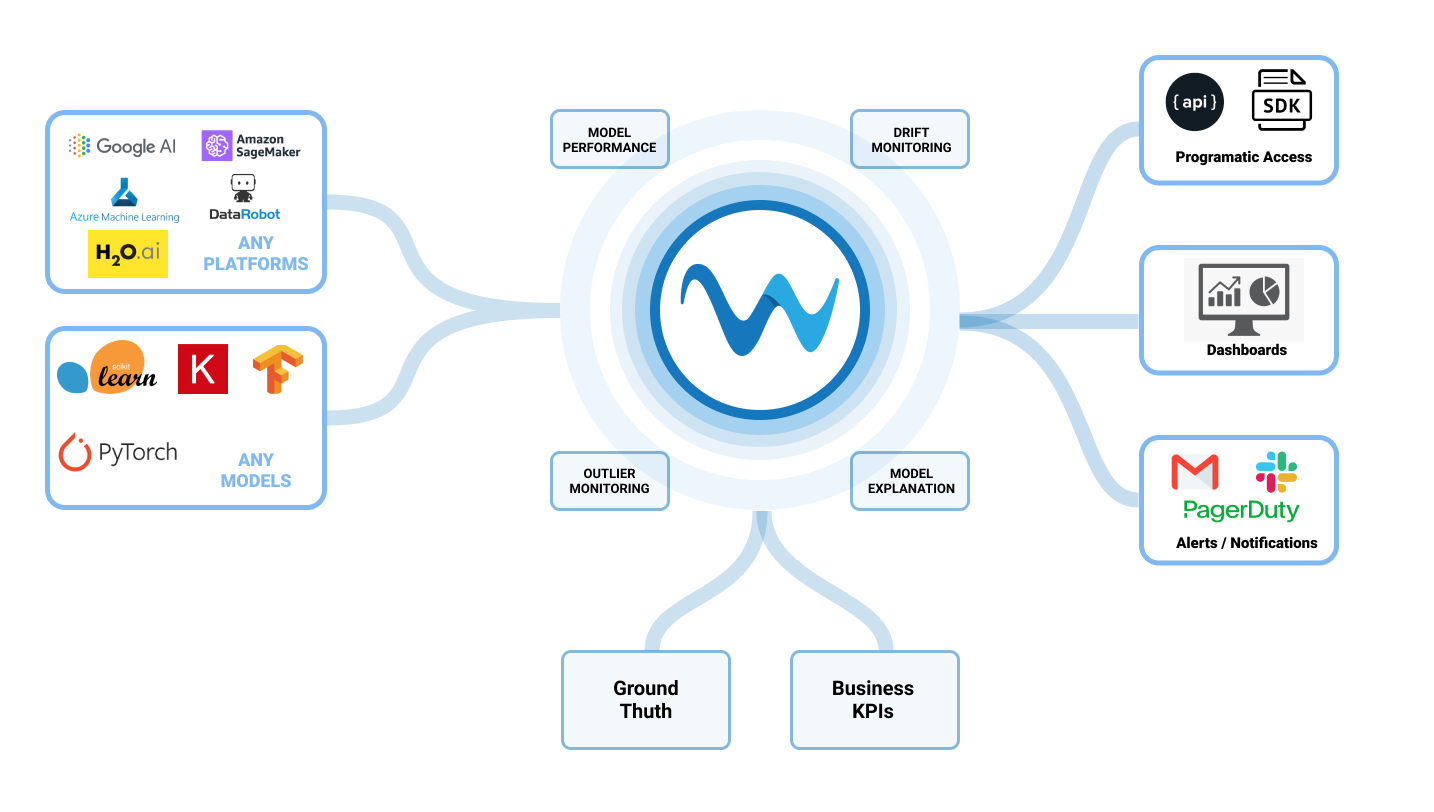 Google AI
Amazon
SageMaker
Azure Machine Learning
DataRobot
H2O.ai
ANY
PLATFORMS
scikit
learn
K
PyTorch
ANY
MODELS
MODEL
PERFORMANCE
DRIFT
MONITORING
OUTLIER
MONITORING
MODEL
EXPLANATION
Ground
Thuth
Business
KPIs
{api}
SDK
Programatic Access
Dashboards
PagerDuty
Alerts / Notifications